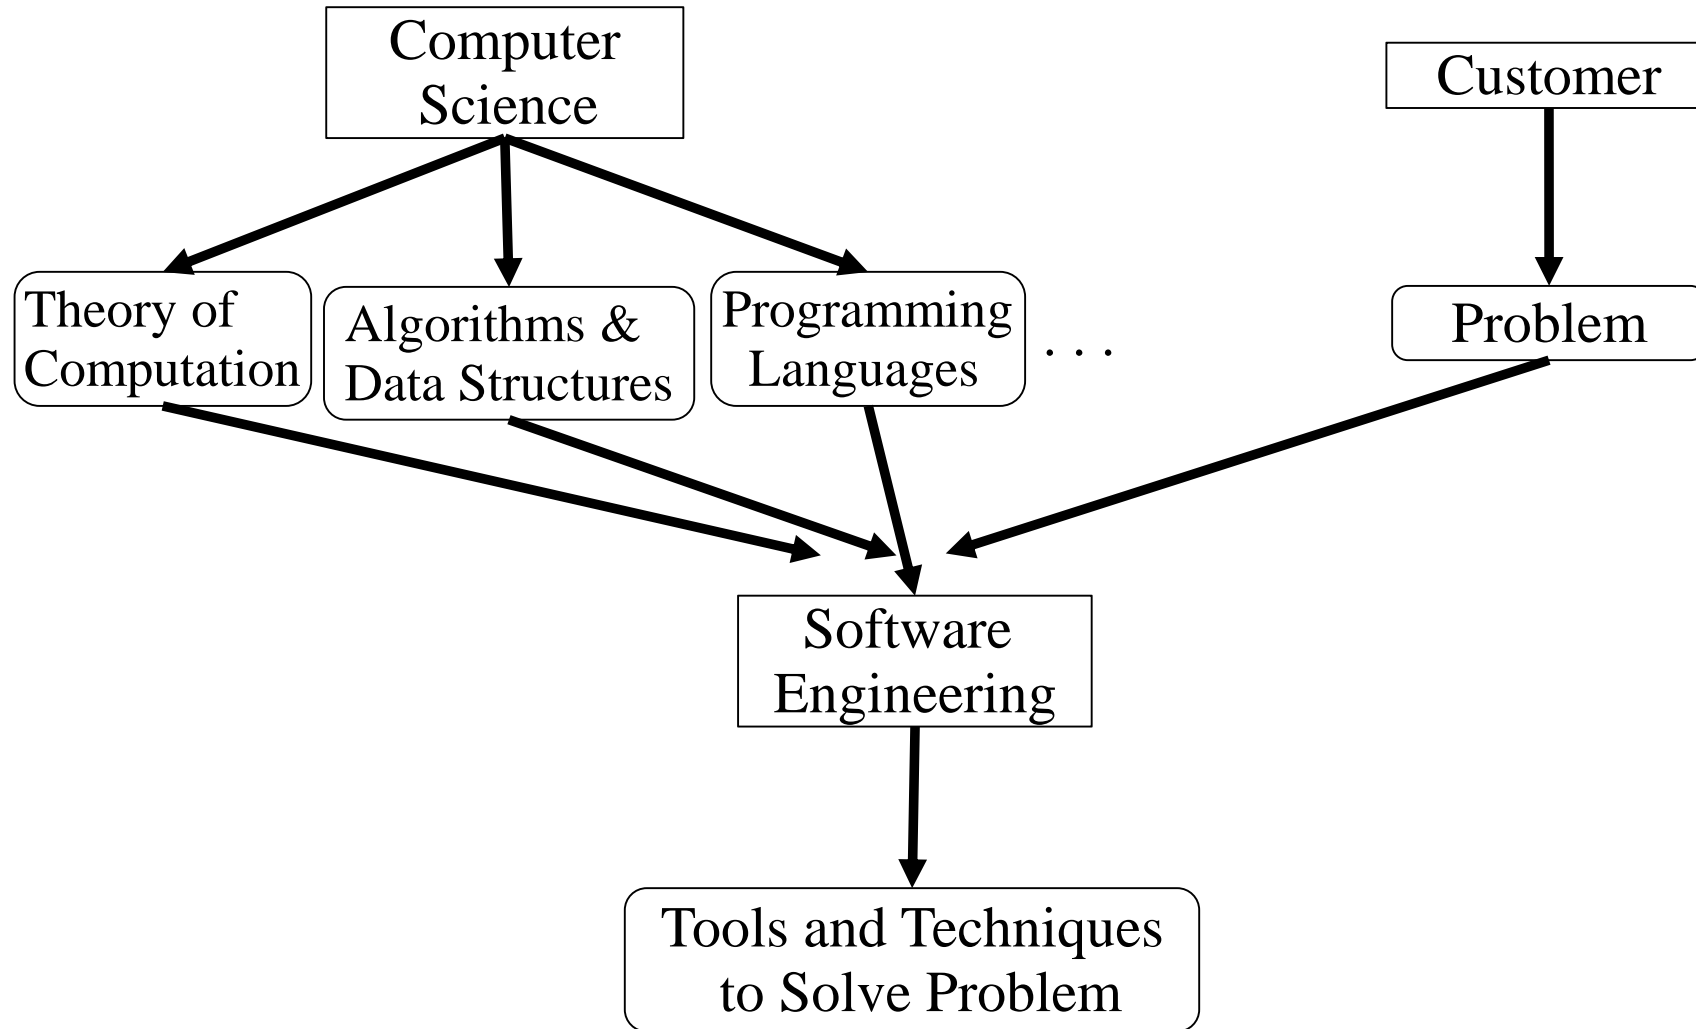 Computer
Science
Customer
Theory of
Computation
Algorithms &
Data Structures
Programming
Languages
. . .
Problem
Software
Engineering
Tools and Techniques
to Solve Problem